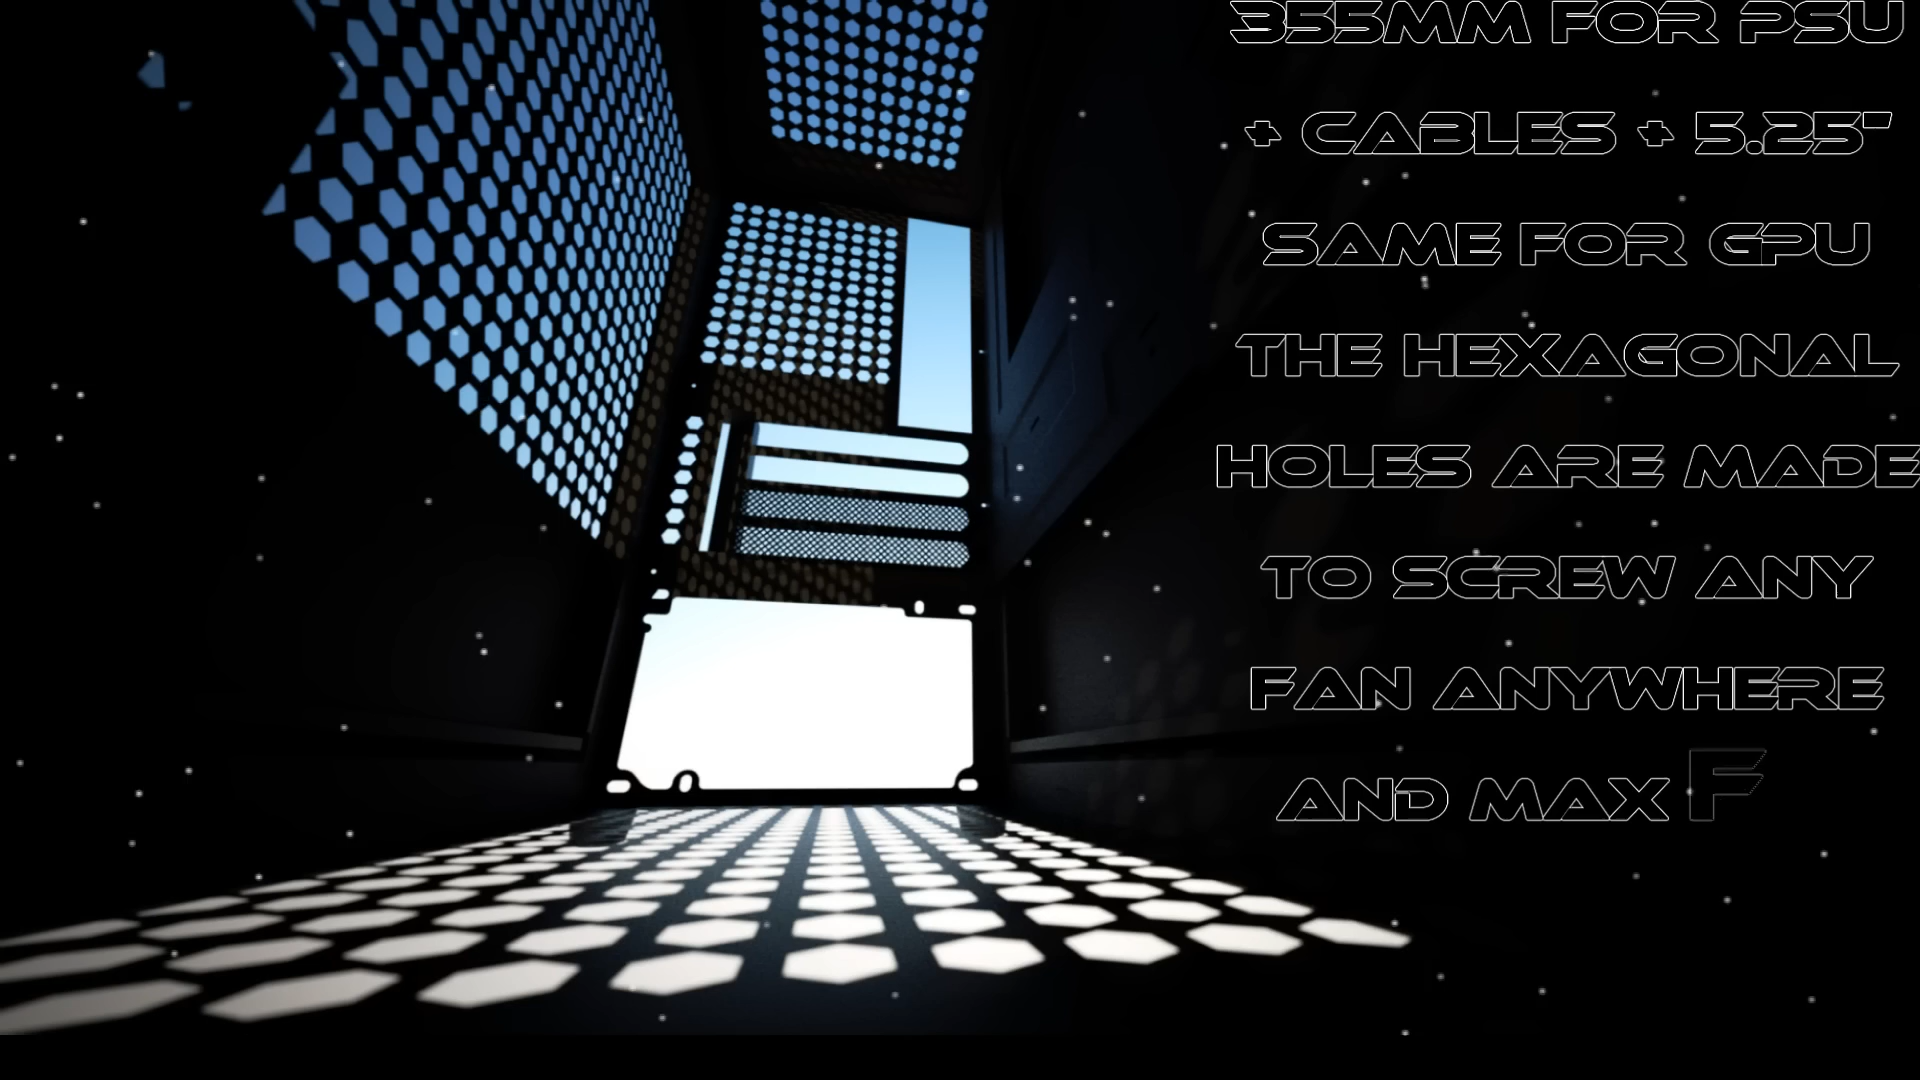 355MM FOR PSU
+ CABLES + 5.25"
SAME FOR GPU
THE HEXAGONAL
HOLES ARE MADE
TO SCREW ANY
FAN ANYWHERE
AND MAX F